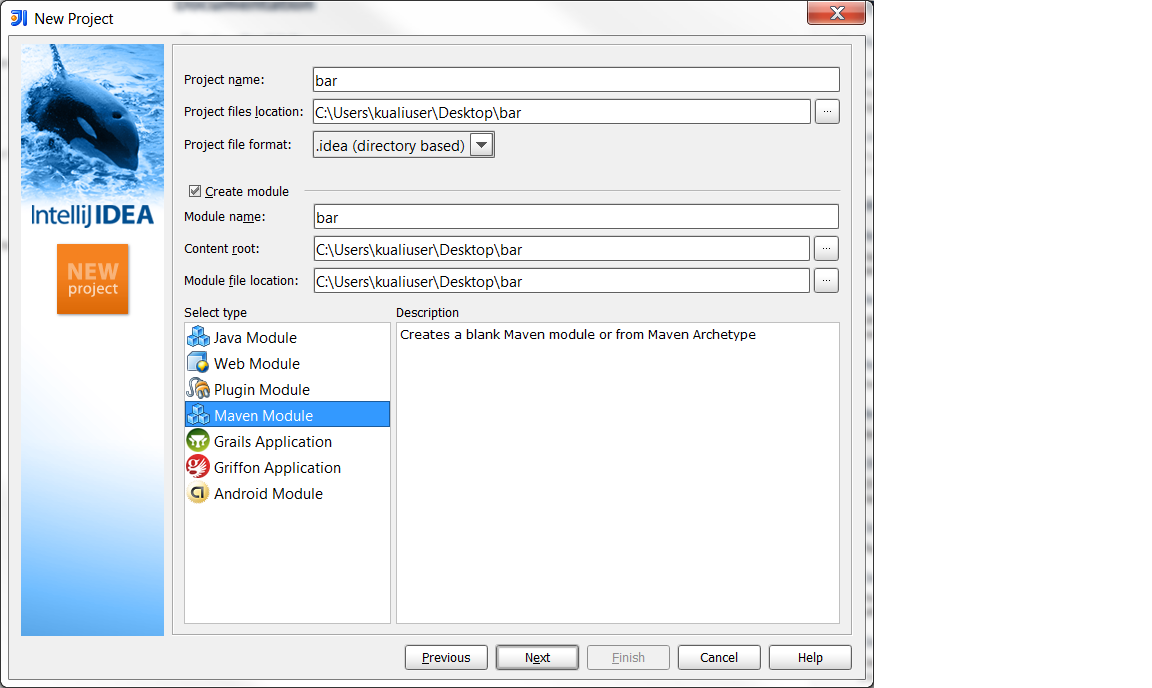 Documentation
New Project
Project name:
bar
Project files location:
C:\Users\kualiuser\Desktop\bar
...
Project file format:
.idea (directory based)
Create module
IntelliJ IDEA
Module name:
bar
NEW
project
Content root:
C:\Users\kualiuser\Desktop\bar
...
Module file location:
C:\Users\kualiuser\Desktop\bar
...
Select type
Description
Java Module
Web Module
Plugin Module
Maven Module
Grails Application
Griffon Application
Android Module
Creates a blank Maven module or from Maven Archetype
Previous
Next
Finish
Cancel
Help